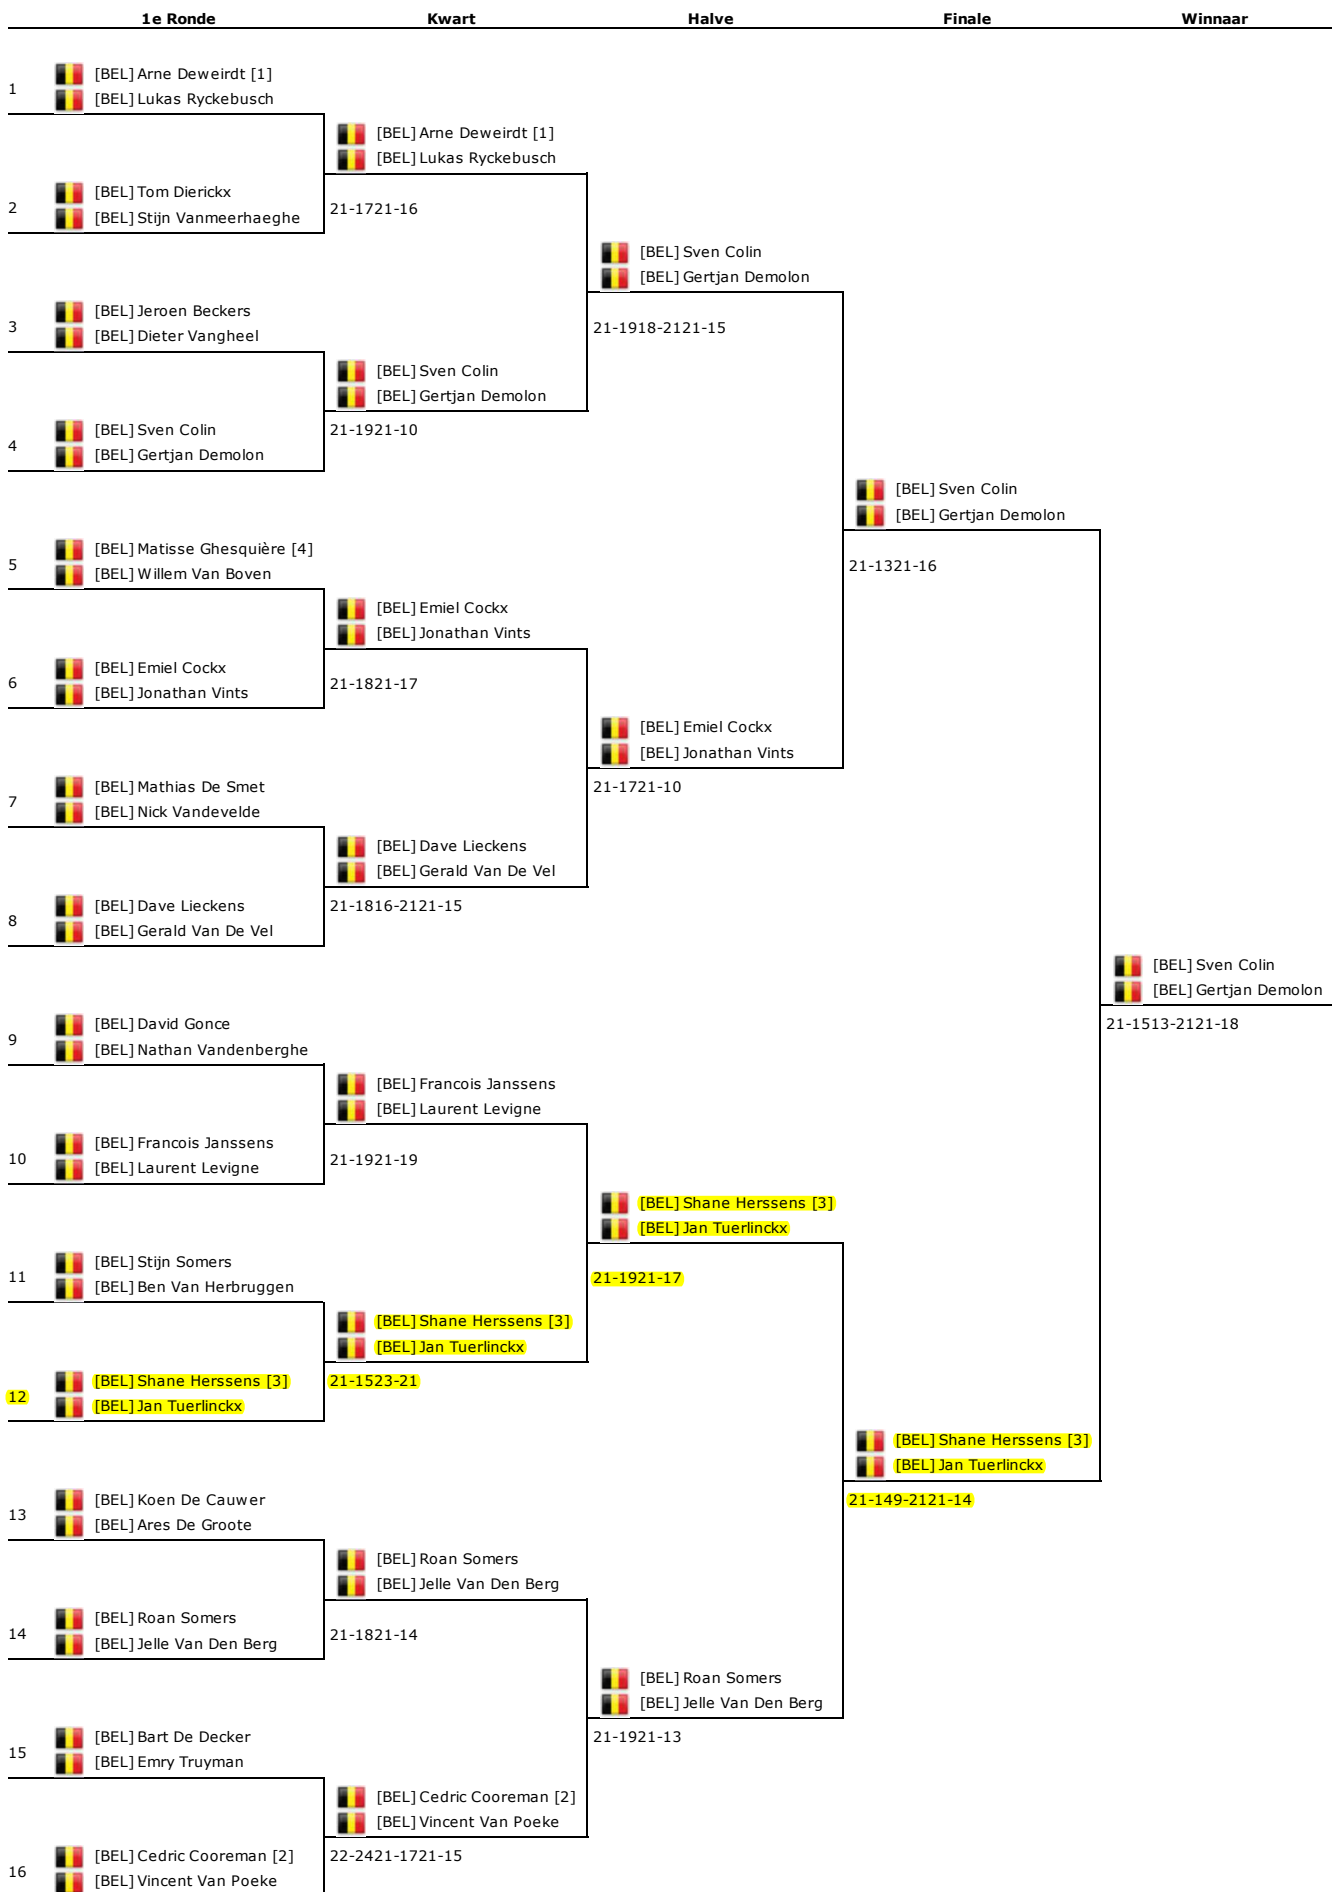 1e Ronde Kwart Halve Finale Winnaar
[BEL] Arne Deweirdt [1]
1
[BEL] Lukas Ryckebusch
[BEL] Arne Deweirdt [1]
[BEL] Lukas Ryckebusch
[BEL] Tom Dierickx
2 21-1721-16
[BEL] Stijn Vanmeerhaeghe
[BEL] Sven Colin
[BEL] Gertjan Demolon
[BEL] Jeroen Beckers
3 21-1918-2121-15
[BEL] Dieter Vangheel
[BEL] Sven Colin
[BEL] Gertjan Demolon
[BEL] Sven Colin 21-1921-10
4
[BEL] Gertjan Demolon
[BEL] Sven Colin
[BEL] Gertjan Demolon
[BEL] Matisse Ghesquière [4]
5 21-1321-16
[BEL] Willem Van Boven
[BEL] Emiel Cockx
[BEL] Jonathan Vints
[BEL] Emiel Cockx
6 21-1821-17
[BEL] Jonathan Vints
[BEL] Emiel Cockx
[BEL] Jonathan Vints
[BEL] Mathias De Smet 21-1721-10
7
[BEL] Nick Vandevelde
[BEL] Dave Lieckens
[BEL] Gerald Van De Vel
[BEL] Dave Lieckens 21-1816-2121-15
8
[BEL] Gerald Van De Vel
[BEL] Sven Colin
[BEL] Gertjan Demolon
[BEL] David Gonce 21-1513-2121-18
9
[BEL] Nathan Vandenberghe
[BEL] Francois Janssens
[BEL] Laurent Levigne
[BEL] Francois Janssens
10 21-1921-19
[BEL] Laurent Levigne
[BEL] Shane Herssens [3]
[BEL] Jan Tuerlinckx
[BEL] Stijn Somers
11 21-1921-17
[BEL] Ben Van Herbruggen
[BEL] Shane Herssens [3]
[BEL] Jan Tuerlinckx
[BEL] Shane Herssens [3] 21-1523-21
12
[BEL] Jan Tuerlinckx
[BEL] Shane Herssens [3]
[BEL] Jan Tuerlinckx
[BEL] Koen De Cauwer 21-149-2121-14
13
[BEL] Ares De Groote
[BEL] Roan Somers
[BEL] Jelle Van Den Berg
[BEL] Roan Somers
14 21-1821-14
[BEL] Jelle Van Den Berg
[BEL] Roan Somers
[BEL] Jelle Van Den Berg
[BEL] Bart De Decker 21-1921-13
15
[BEL] Emry Truyman
[BEL] Cedric Cooreman [2]
[BEL] Vincent Van Poeke
[BEL] Cedric Cooreman [2] 22-2421-1721-15
16
[BEL] Vincent Van Poeke